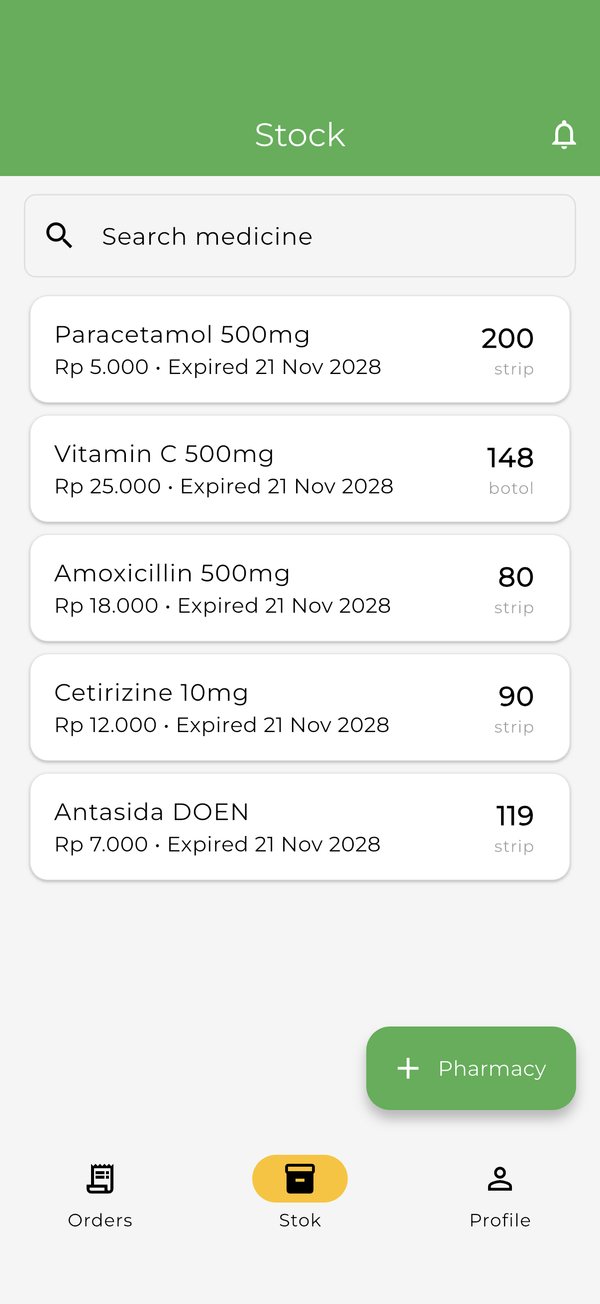 Stock
Search medicine
Paracetamol 500mg
200
Rp 5.000 • Expired 21 Nov 2028
strip
Vitamin C 500mg
148
Rp 25.000 • Expired 21 Nov 2028
botol
Amoxicillin 500mg
80
Rp 18.000 • Expired 21 Nov 2028
strip
Cetirizine 10mg
90
Rp 12.000 • Expired 21 Nov 2028
strip
Antasida DOEN
119
Rp 7.000 • Expired 21 Nov 2028
strip
Pharmacy
Orders
Stok
Profile